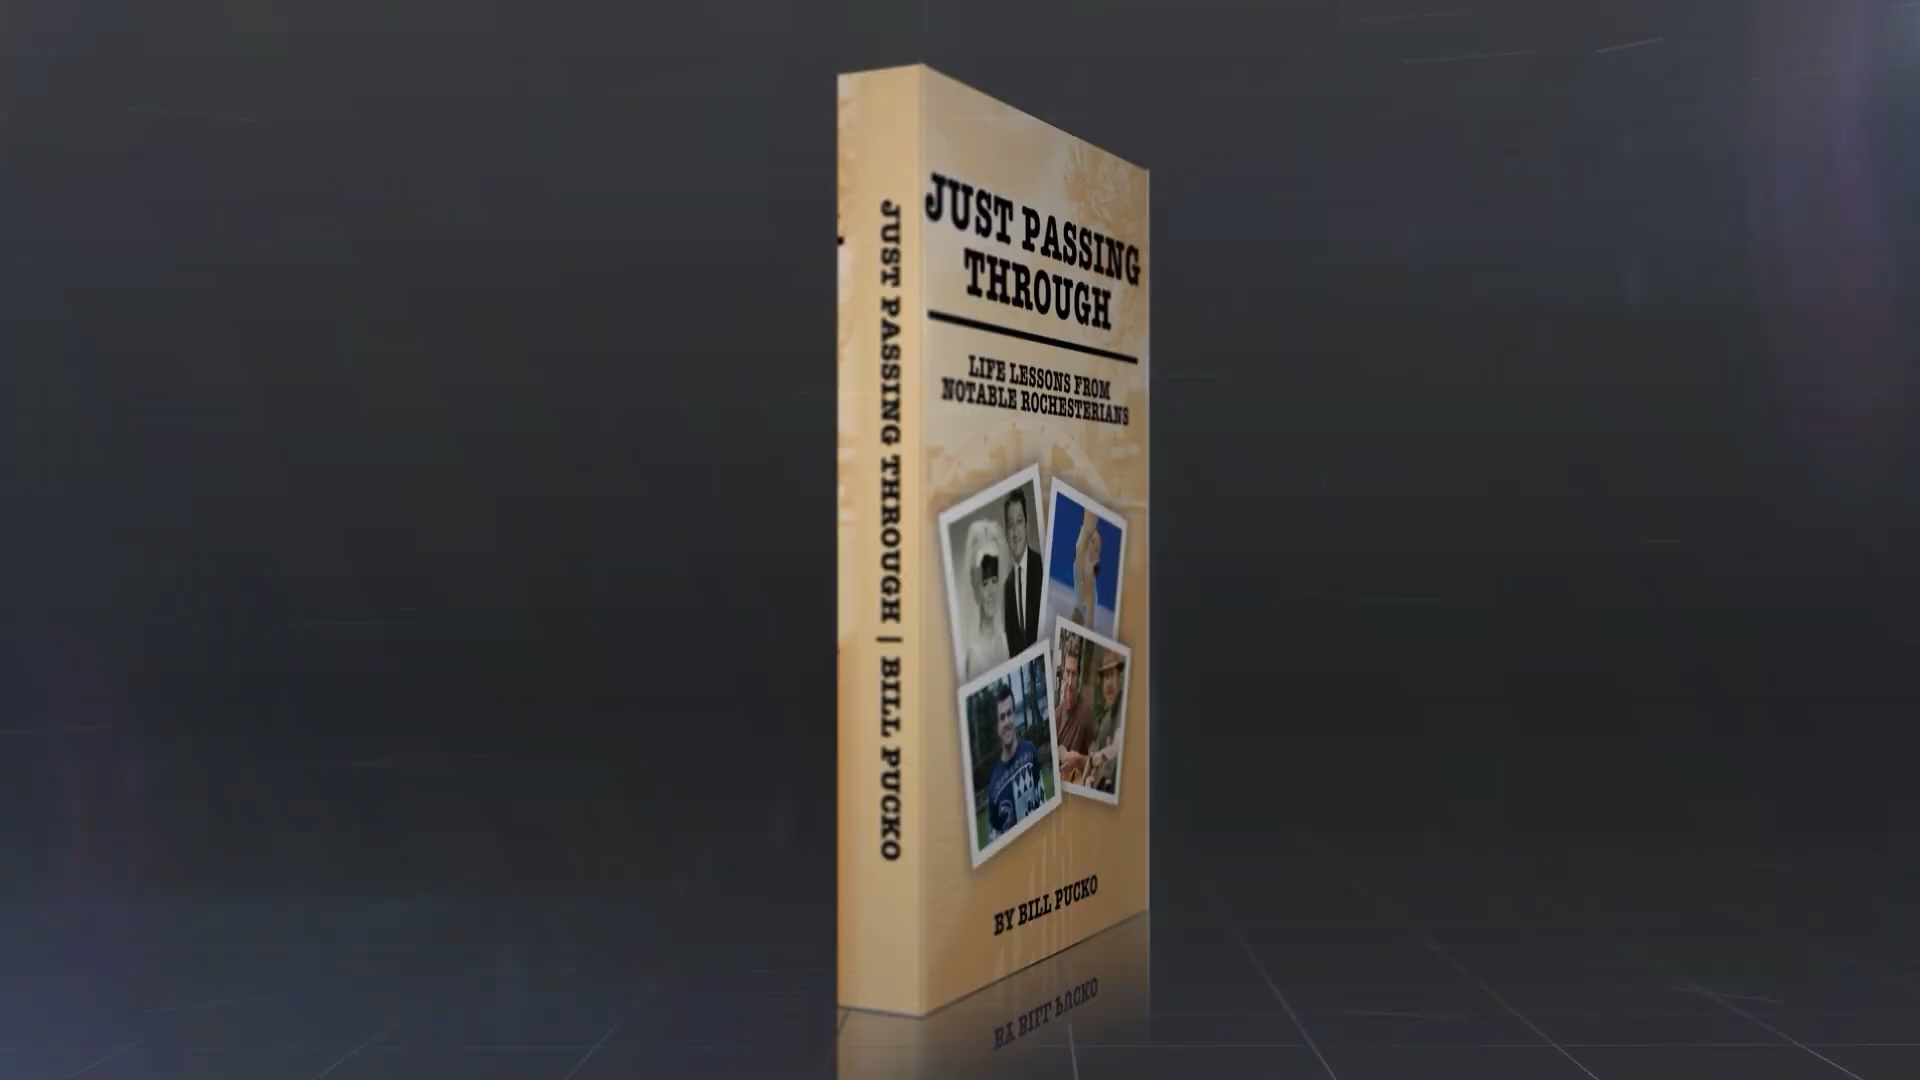 JUST PASSING THROUGH | BILL PUCKO
JUST PASSING
THROUGH
LIFE LESSONS FROM
NOTABLE ROCHESTERIANS
BY BILL PUCKO